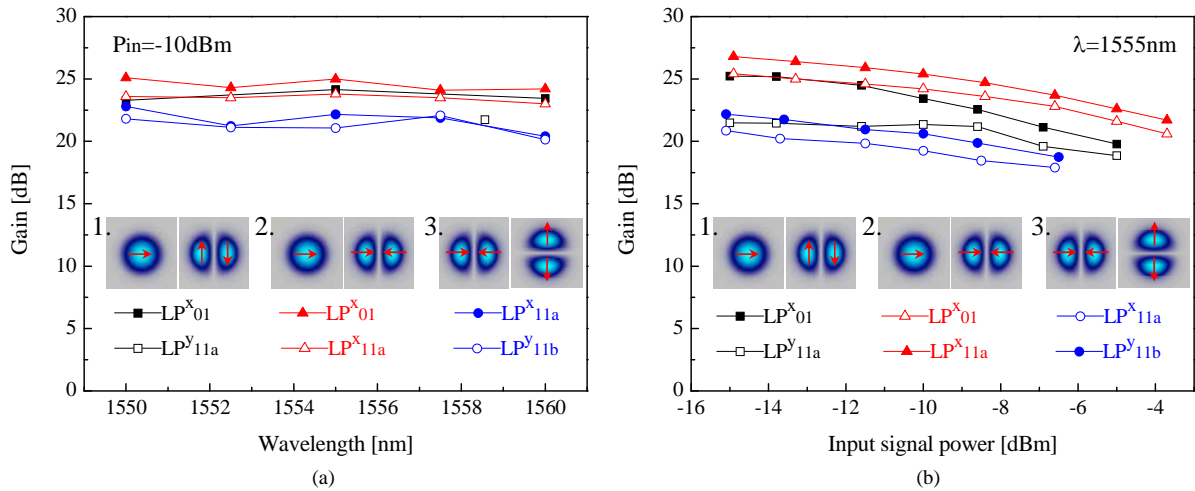 30
25
20
15
10
5
0
Gain [dB]
Pin=-10dBm
1.
2.
3.
LPx01
LPx01
LPx11a
LPy11a
LPx11a
LPy11b
1550
1552
1554
1556
1558
1560
Wavelength [nm]
(a)
30
25
20
15
10
5
0
Gain [dB]
λ=1555nm
1.
2.
3.
LPx01
LPx01
LPx11a
LPy11a
LPx11a
LPy11b
-16
-14
-12
-10
-8
-6
-4
Input signal power [dBm]
(b)